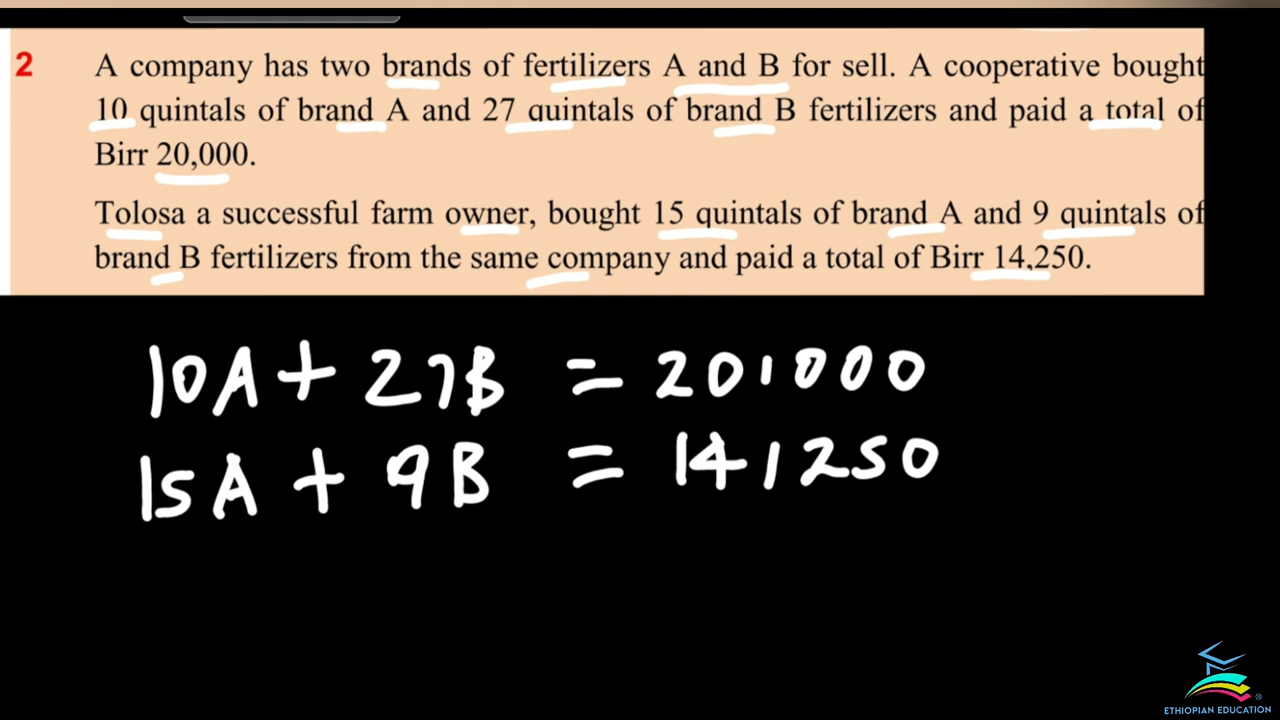 2 A company has two brands of fertilizers A and B for sell. A cooperative bought
10 quintals of brand A and 27 quintals of brand B fertilizers and paid a total of
Birr 20,000.
Tolosa a successful farm owner, bought 15 quintals of brand A and 9 quintals of
brand B fertilizers from the same company and paid a total of Birr 14,250.
10A + 27B = 20,000
15A + 9B = 14,250
ETHIOPIAN EDUCATION